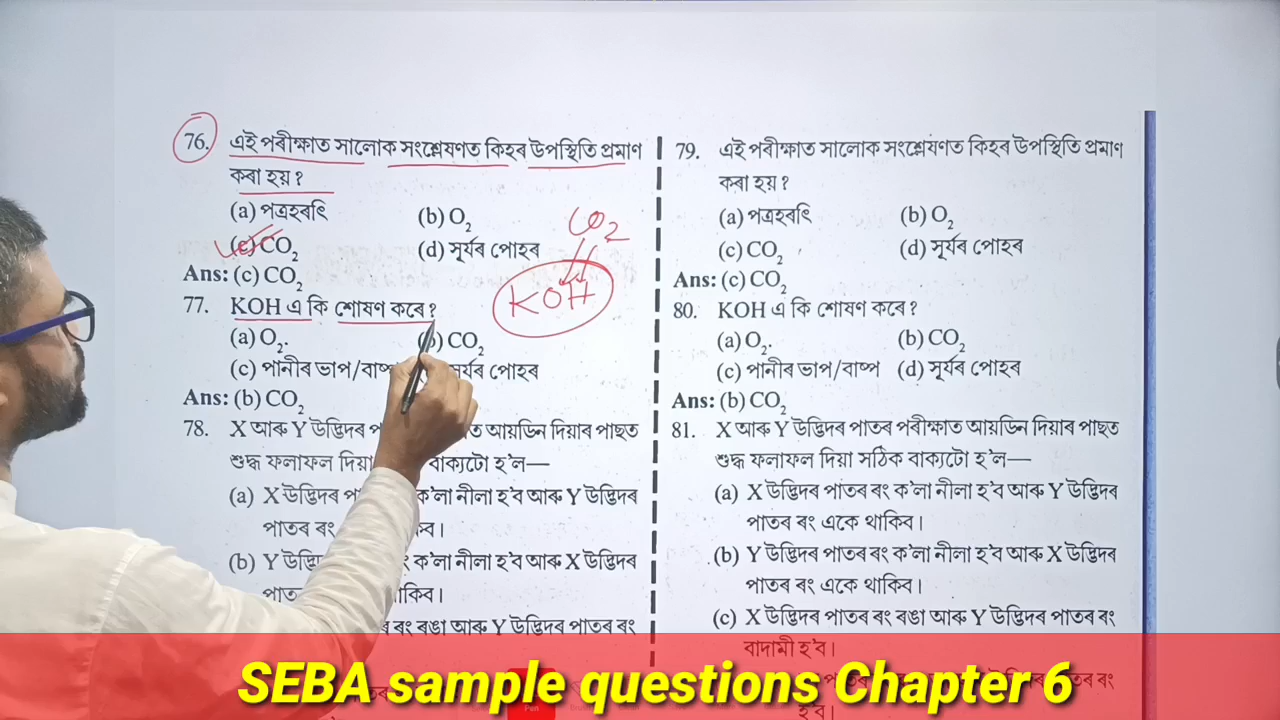 76. এই পৰীক্ষাত সালোক সংশ্লেষণত কিহৰ উপস্থিতি প্ৰমাণ
কৰা হয় ?
(a) পত্ৰহৰৎি (b) O₂
(c) CO₂ (d) সূৰ্যৰ পোহৰ
CO₂
KOH
Ans: (c) CO₂
77. KOH এ কি শোষণ কৰে ?
(a) O₂. (b) CO₂
(c) পানীৰ ভাপ/বাষ্প সূৰ্যৰ পোহৰ
Ans: (b) CO₂
78. X আৰু Y উদ্ভিদৰ আয়ডিন দিয়াৰ পাছত
শুদ্ধ ফলাফল দিয়া বাক্যটো হ'ল—
(a) X উদ্ভিদৰ ক'লা নীলা হ'ব আৰু Y উদ্ভিদৰ
পাতৰ ৰং
(b) Y ক'লা নীলা হ'ব আৰু X উদ্ভিদৰ
ৰং ৰঙা আৰু Y উদ্ভিদৰ পাতৰ ৰং
79. এই পৰীক্ষাত সালোক সংশ্লেষণত কিহৰ উপস্থিতি প্ৰমাণ
কৰা হয় ?
(a) পত্ৰহৰৎি (b) O₂
(c) CO₂ (d) সূৰ্যৰ পোহৰ
Ans: (c) CO₂
80. KOH এ কি শোষণ কৰে ?
(a) O₂. (b) CO₂
(c) পানীৰ ভাপ/বাষ্প (d) সূৰ্যৰ পোহৰ
Ans: (b) CO₂
81. X আৰু Y উদ্ভিদৰ পাতৰ পৰীক্ষাত আয়ডিন দিয়াৰ পাছত
শুদ্ধ ফলাফল দিয়া সঠিক বাক্যটো হ'ল—
(a) X উদ্ভিদৰ পাতৰ ৰং ক'লা নীলা হ'ব আৰু Y উদ্ভিদৰ
পাতৰ ৰং একে থাকিব।
(b) Y উদ্ভিদৰ পাতৰ ৰং ক'লা নীলা হ'ব আৰু X উদ্ভিদৰ
পাতৰ ৰং একে থাকিব।
(c) X উদ্ভিদৰ পাতৰ ৰং ৰঙা আৰু Y উদ্ভিদৰ পাতৰ ৰং
বাদামী হ'ব।
হ'ব।
SEBA sample questions Chapter 6
Pen